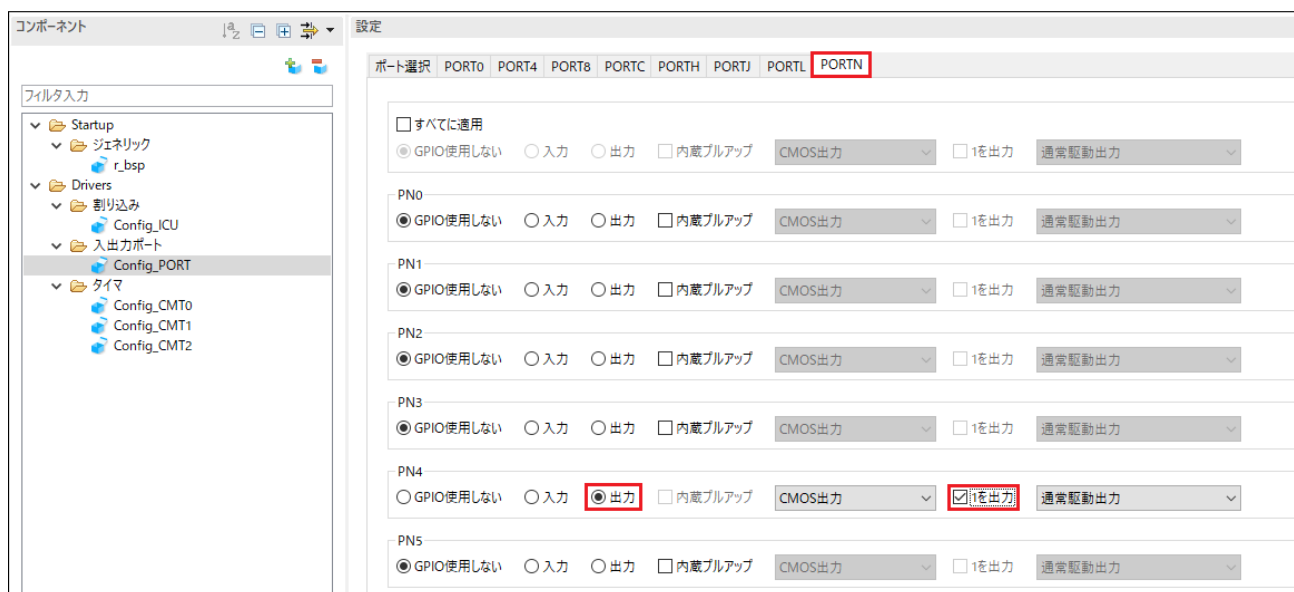 コンポーネント
設定
ポート選択 PORT0 PORT4 PORT8 PORTC PORTH PORTJ PORTL PORTN
フィルタ入力
Startup
ジェネリック
r_bsp
Drivers
割り込み
Config_ICU
入出力ポート
Config_PORT
タイマ
Config_CMT0
Config_CMT1
Config_CMT2
すべてに適用
GPIO使用しない 入力 出力 内蔵プルアップ CMOS出力 1を出力 通常駆動出力
PN0
GPIO使用しない 入力 出力 内蔵プルアップ CMOS出力 1を出力 通常駆動出力
PN1
GPIO使用しない 入力 出力 内蔵プルアップ CMOS出力 1を出力 通常駆動出力
PN2
GPIO使用しない 入力 出力 内蔵プルアップ CMOS出力 1を出力 通常駆動出力
PN3
GPIO使用しない 入力 出力 内蔵プルアップ CMOS出力 1を出力 通常駆動出力
PN4
GPIO使用しない 入力 出力 内蔵プルアップ CMOS出力 1を出力 通常駆動出力
PN5
GPIO使用しない 入力 出力 内蔵プルアップ CMOS出力 1を出力 通常駆動出力